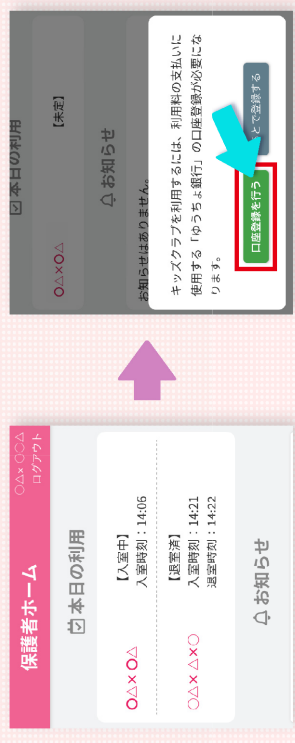 保護者ホーム
○△× ○○△
ログアウト
本日の利用
○△× ○△
【入室中】
入室時刻：14:06
○△× △×○
【退室済】
入室時刻：14:21
退室時刻：14:22
お知らせ
本日の利用
○△×○△
【未定】
お知らせ
お知らせはありません。
キッズクラブを利用するには、利用料の支払いに
使用する「ゆうちょ銀行」の口座登録が必要にな
ります。
口座登録を行う
とで登録する